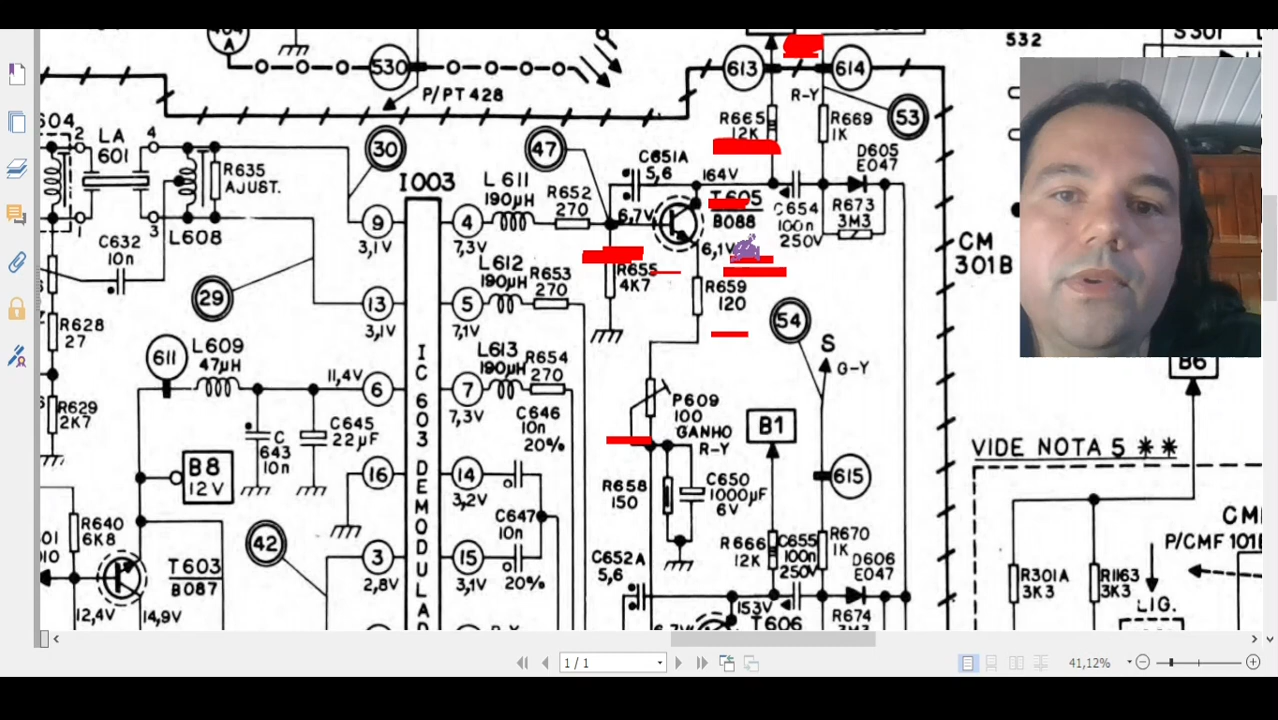 532
S301
613
614
530
P/PT 428
R-Y
53
604
2
LA
601
4
R635
AJUST.
30
47
R665
12K
R669
1K
D605
E047
C651A
5,6
164V
I003
L611
190µH
R652
270
6,7V
T605
B088
C654
100n
250V
R673
3M3
9
3,1V
4
7,3V
1
3
L608
C632
10n
6,1V
CM
301B
L612
190µH
R653
270
R655
4K7
R659
120
29
13
3,1V
5
7,1V
54
R628
27
611
L609
47µH
11,4V
6
L613
190µH
R654
270
7
7,3V
S
G-Y
B6
P609
100
GANHO
R-Y
B1
R629
2K7
C
643
10n
C645
22µF
C646
10n
20%
IC 603 DEMODULAD
VIDE NOTA 5 **
B8
12V
16
14
3,2V
R658
150
C650
1000µF
6V
615
R640
6K8
42
C647
10n
20%
R666
12K
C655
100n
250V
R670
1K
D606
E047
P/CMF 101B
T603
B087
3
2,8V
15
3,1V
C652A
5,6
R301A
3K3
R1163
3K3
12,4V
14,9V
153V
T606
R674
3M3
LIG.
1 / 1
41,12%